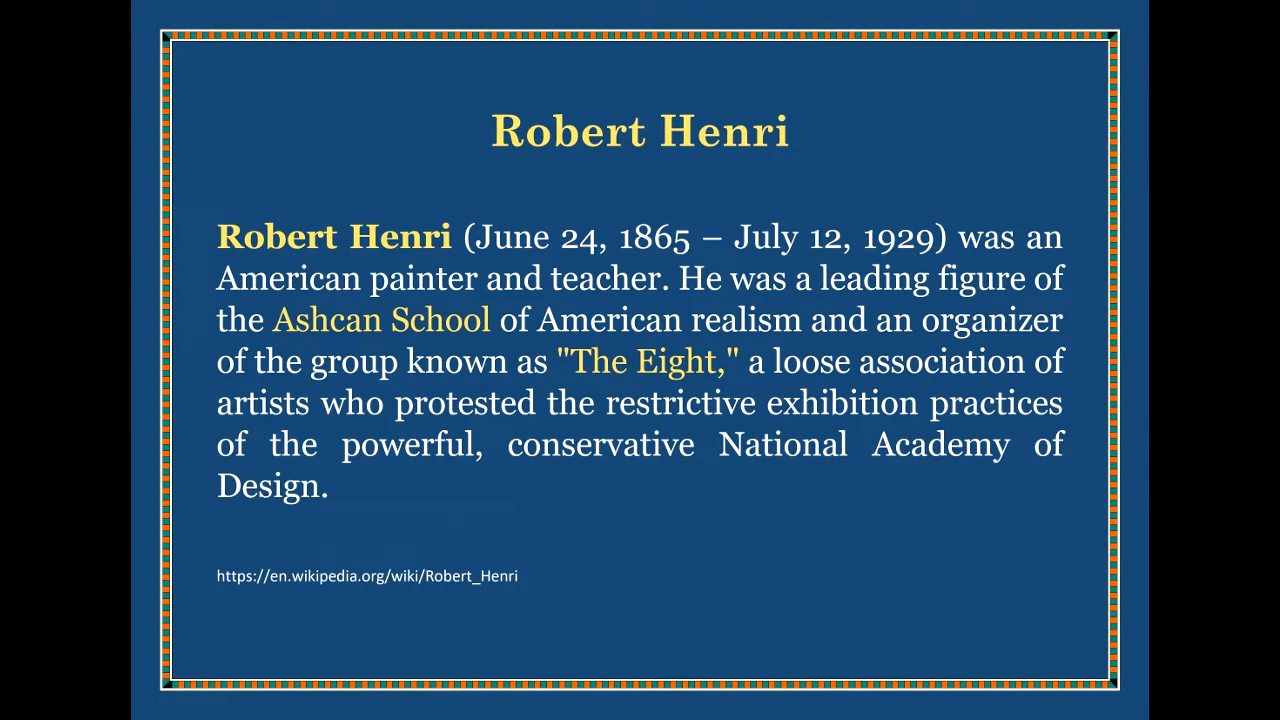 Robert Henri
Robert Henri (June 24, 1865 – July 12, 1929) was an
American painter and teacher. He was a leading figure of
the Ashcan School of American realism and an organizer
of the group known as "The Eight," a loose association of
artists who protested the restrictive exhibition practices
of the powerful, conservative National Academy of
Design.
https://en.wikipedia.org/wiki/Robert_Henri